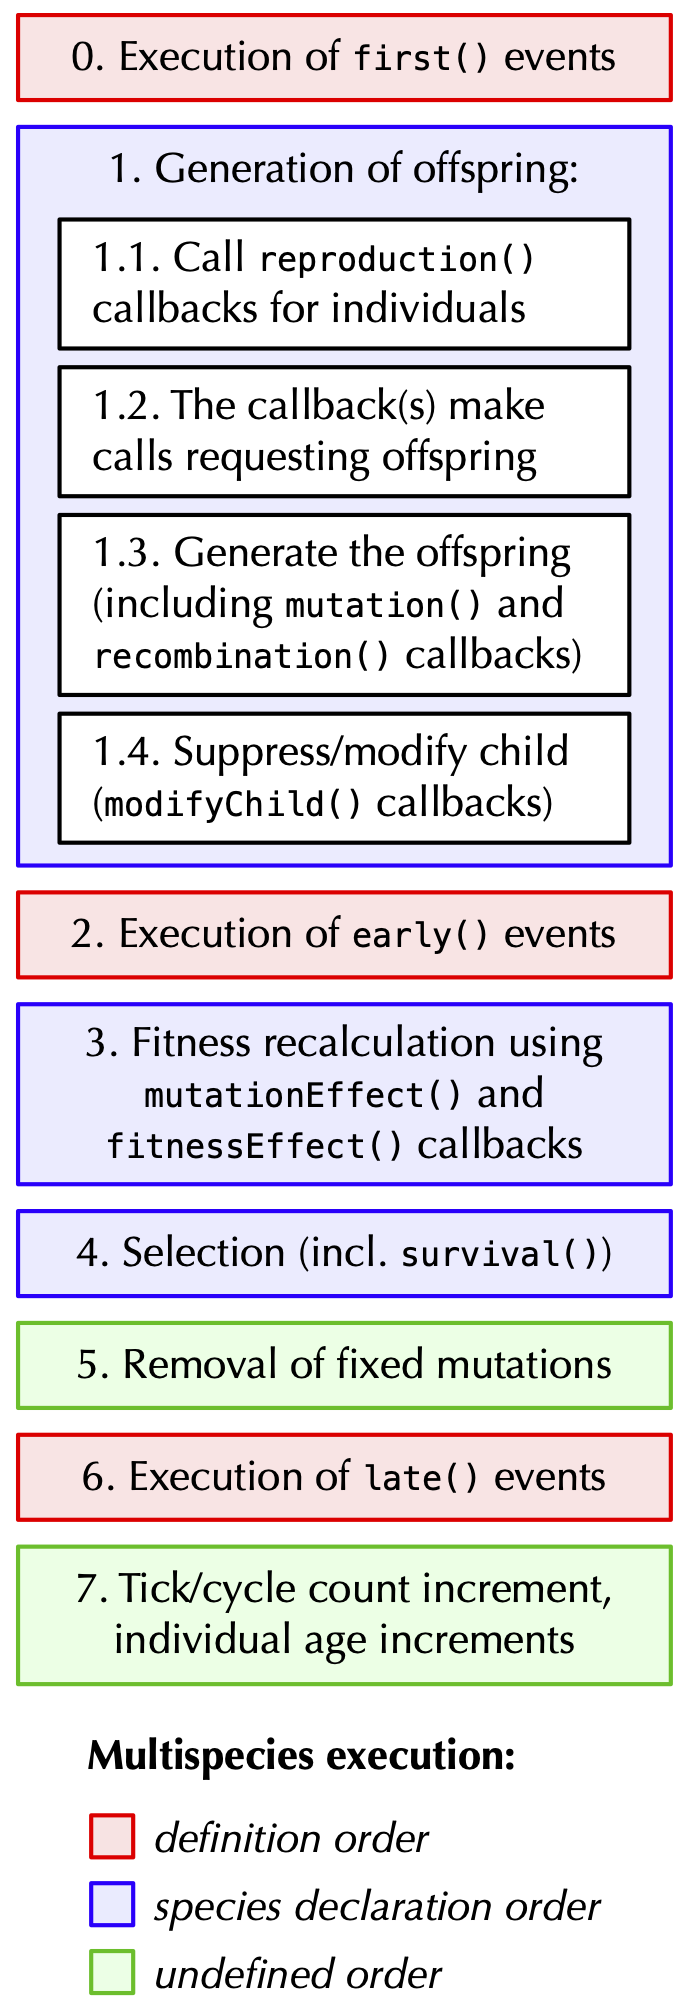 0. Execution of first() events
1. Generation of offspring:
1.1. Call reproduction()
callbacks for individuals
1.2. The callback(s) make
calls requesting offspring
1.3. Generate the offspring
(including mutation() and
recombination() callbacks)
1.4. Suppress/modify child
(modifyChild() callbacks)
2. Execution of early() events
3. Fitness recalculation using
mutationEffect() and
fitnessEffect() callbacks
4. Selection (incl. survival())
5. Removal of fixed mutations
6. Execution of late() events
7. Tick/cycle count increment,
individual age increments
Multispecies execution:
definition order
species declaration order
undefined order